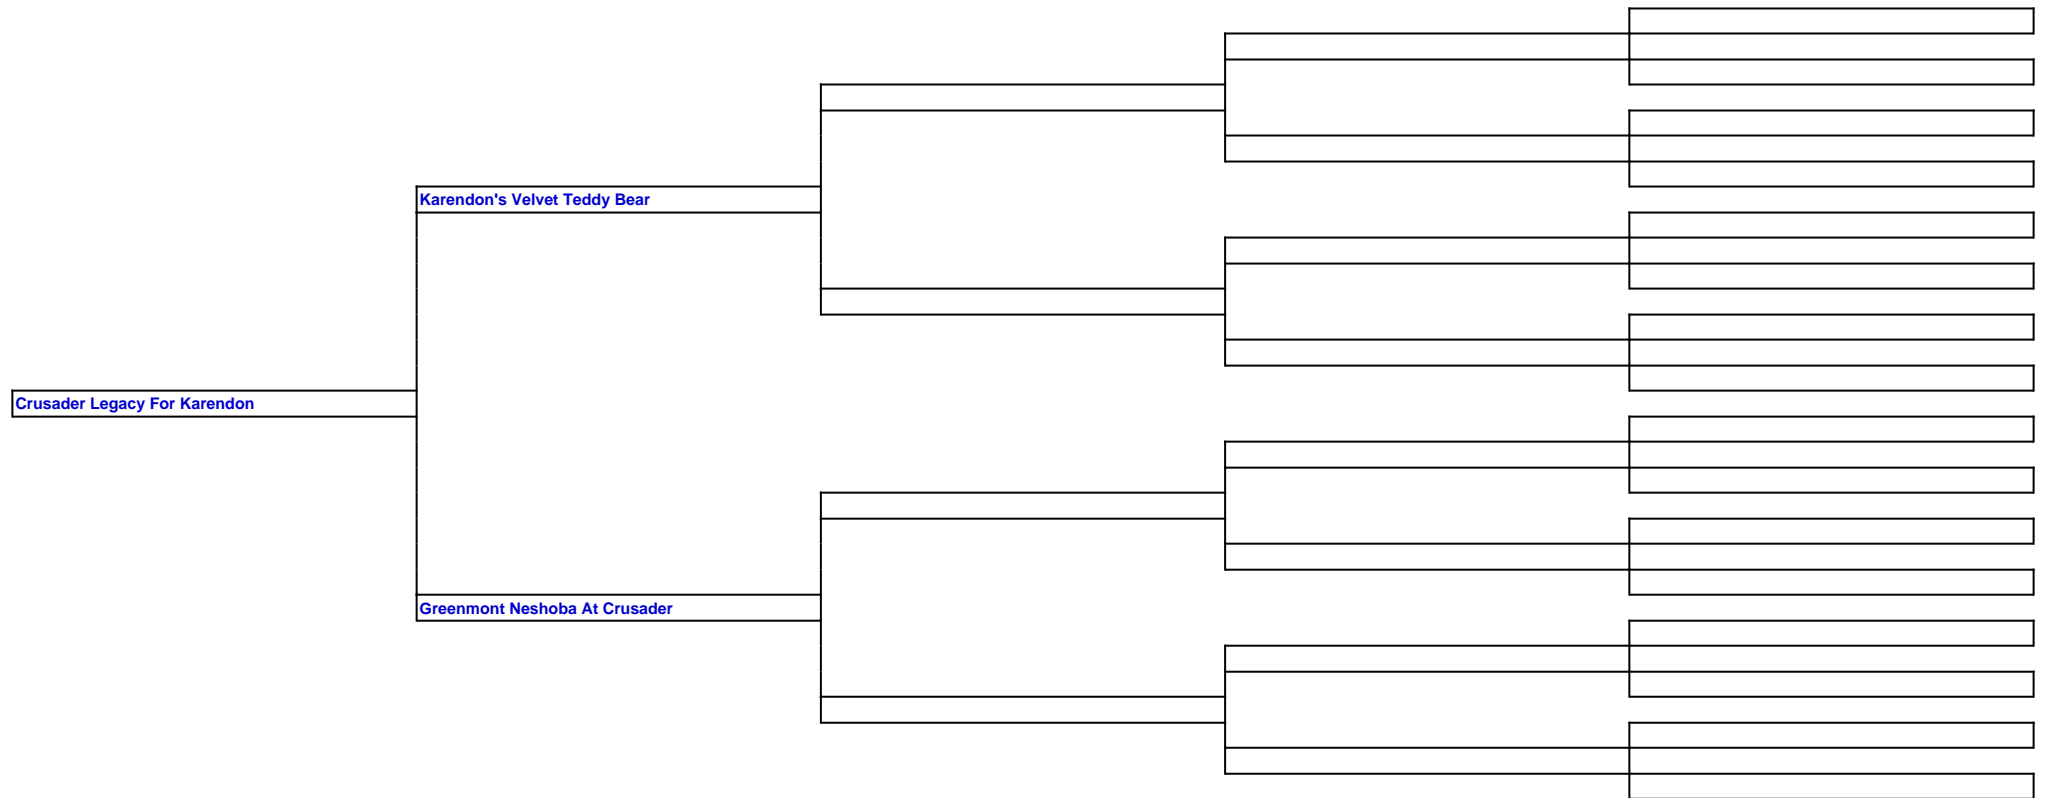 Karendon's Velvet Teddy Bear
Crusader Legacy For Karendon
Greenmont Neshoba At Crusader